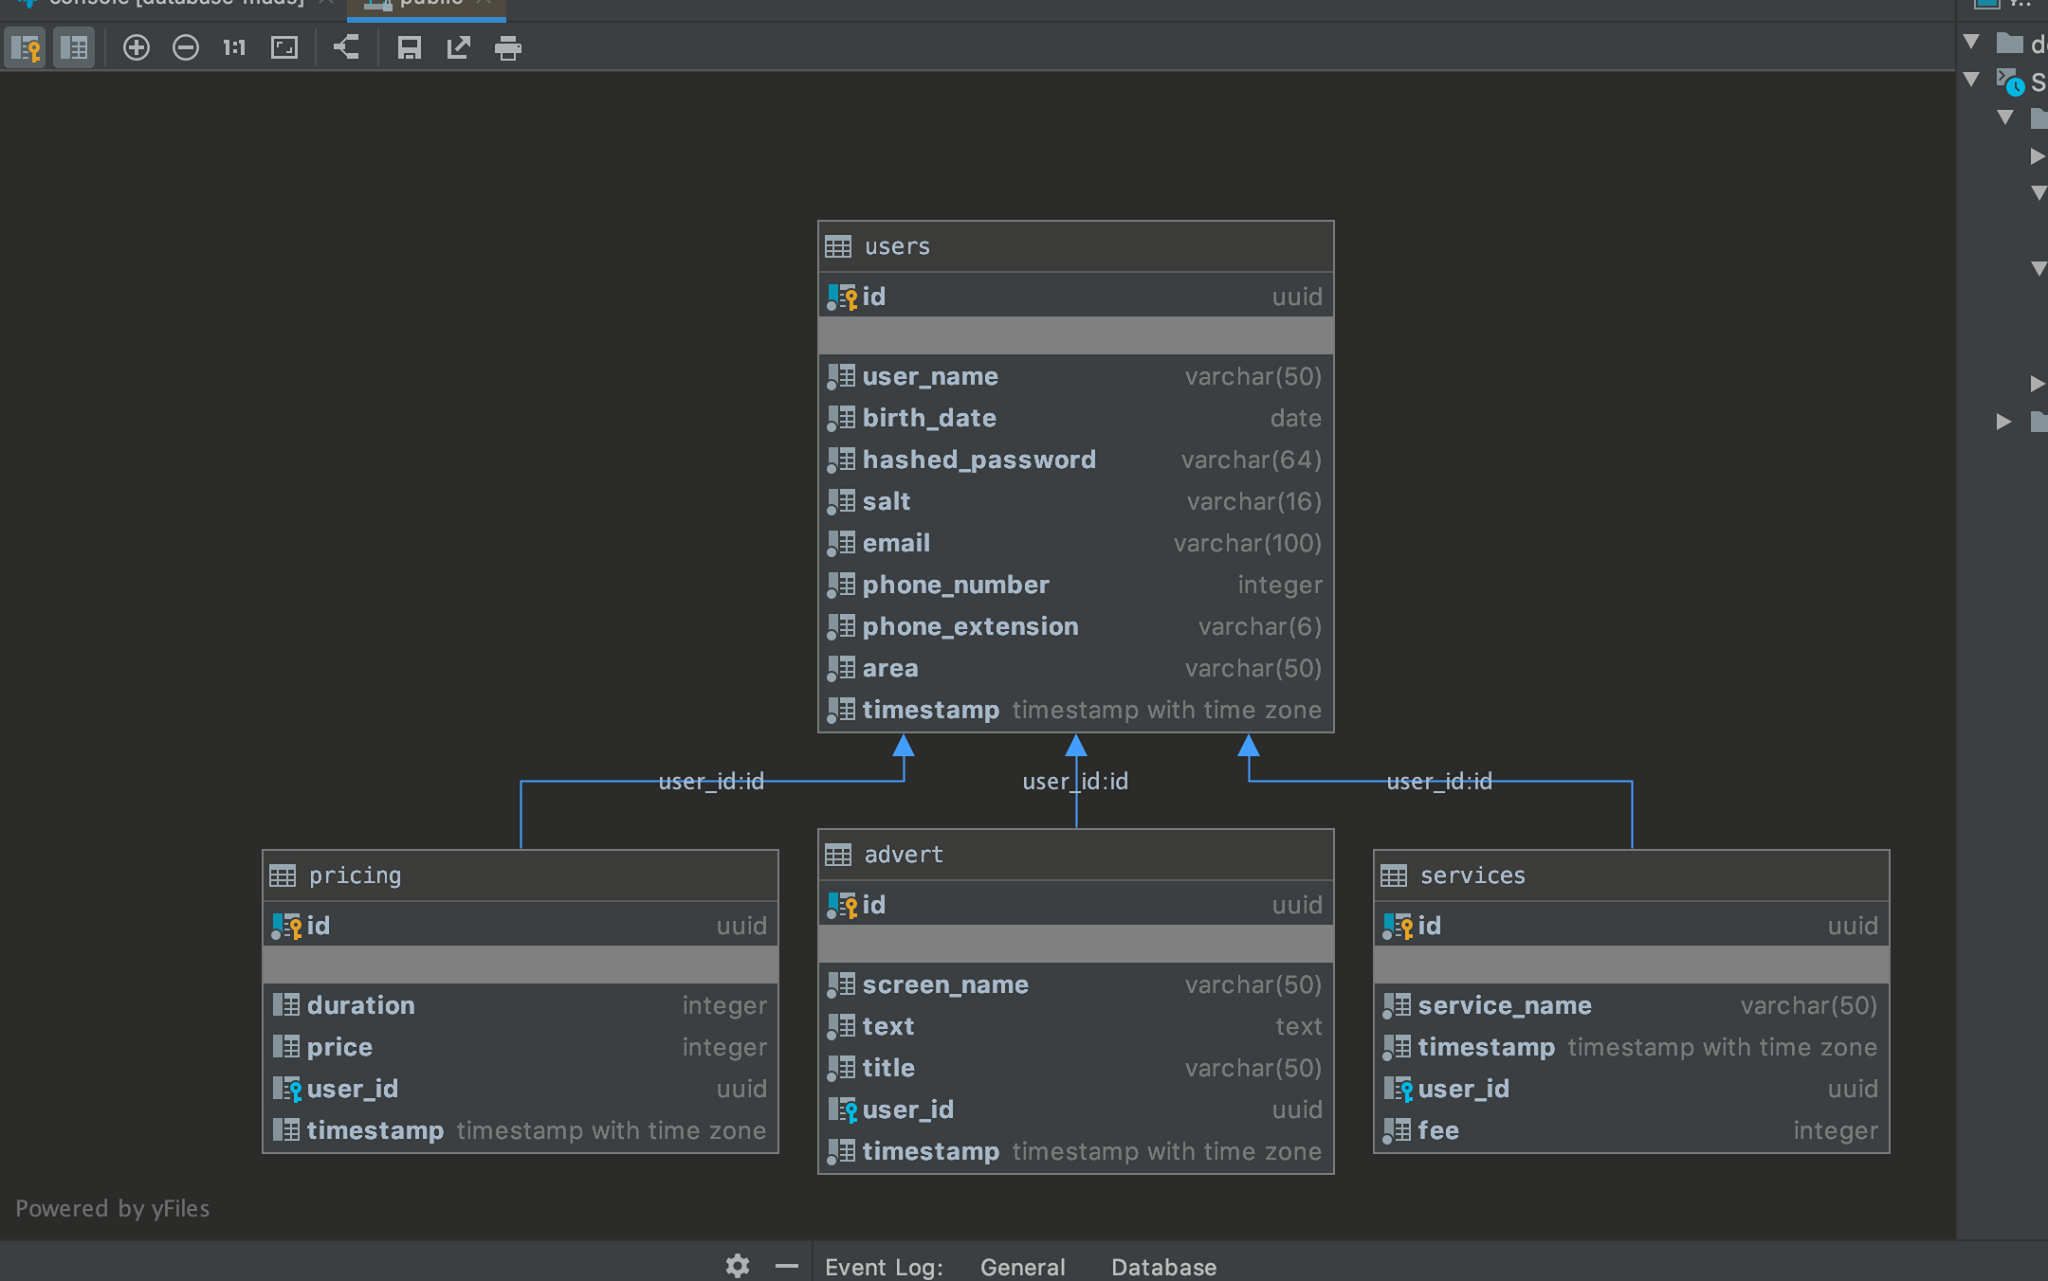 console [database-mads]
public
1:1
users
id uuid
user_name varchar(50)
birth_date date
hashed_password varchar(64)
salt varchar(16)
email varchar(100)
phone_number integer
phone_extension varchar(6)
area varchar(50)
timestamp timestamp with time zone
user_id:id user_id:id user_id:id
pricing
id uuid
duration integer
price integer
user_id uuid
timestamp timestamp with time zone
advert
id uuid
screen_name varchar(50)
text text
title varchar(50)
user_id uuid
timestamp timestamp with time zone
services
id uuid
service_name varchar(50)
timestamp timestamp with time zone
user_id uuid
fee integer
Powered by yFiles
Event Log: General Database